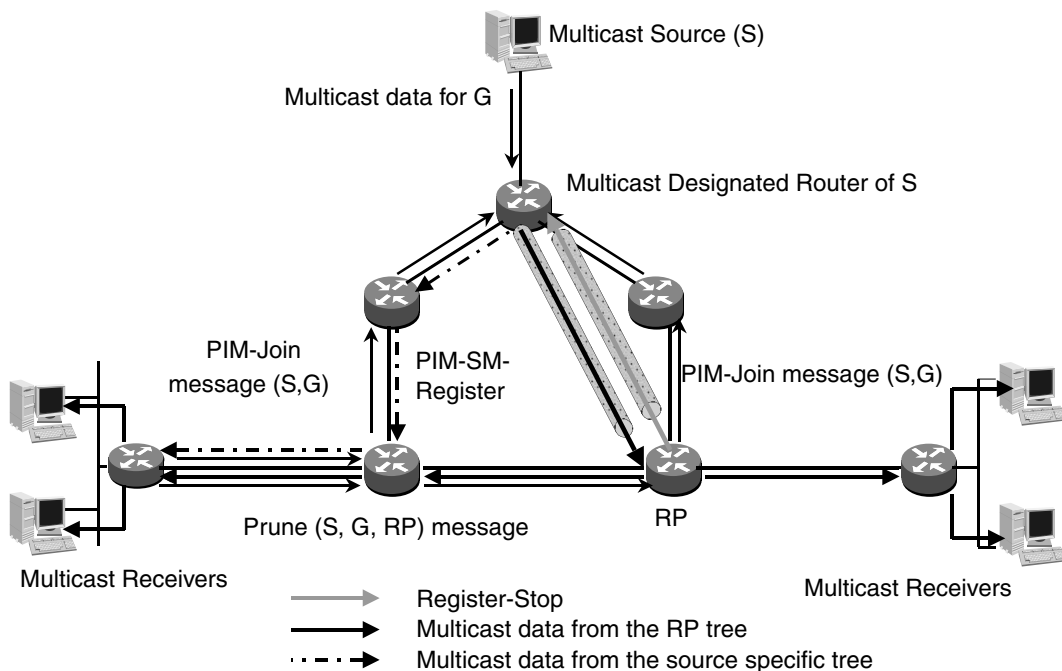 Multicast Source (S)
Multicast data for G
Multicast Designated Router of S
PIM-Join
message (S,G)
PIM-SM-
Register
PIM-Join message (S,G)
Prune (S, G, RP) message
RP
Multicast Receivers
Multicast Receivers
Register-Stop
Multicast data from the RP tree
Multicast data from the source specific tree